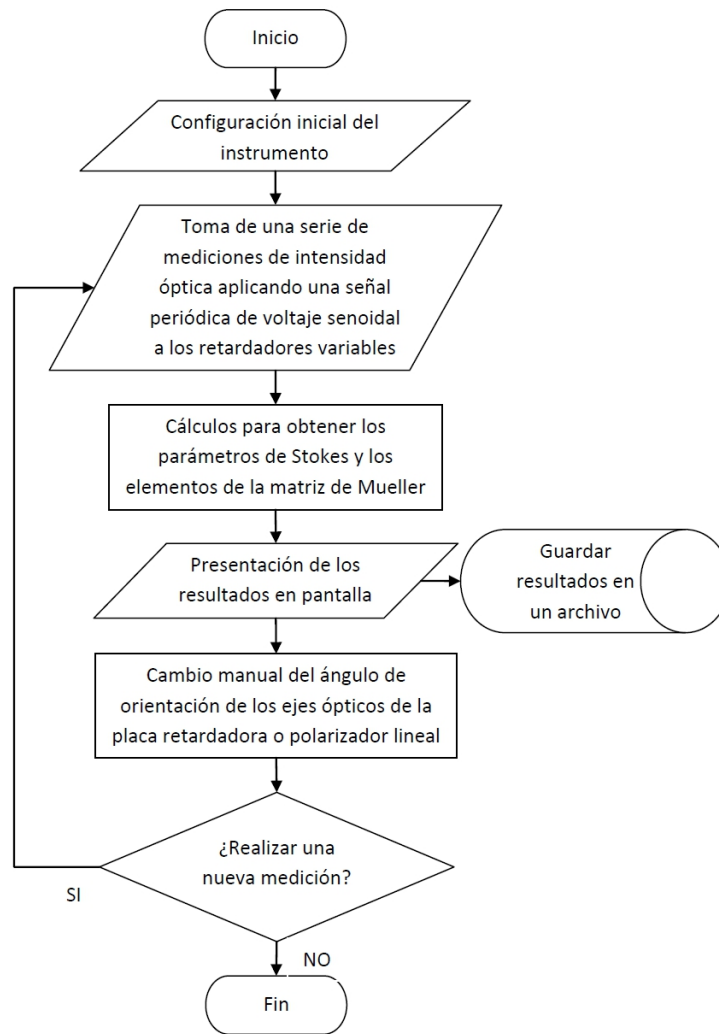 Inicio
Configuración inicial del
instrumento
Toma de una serie de
mediciones de intensidad
óptica aplicando una señal
periódica de voltaje senoidal
a los retardadores variables
Cálculos para obtener los
parámetros de Stokes y los
elementos de la matriz de Mueller
Presentación de los
resultados en pantalla
Guardar
resultados en
un archivo
Cambio manual del ángulo de
orientación de los ejes ópticos de la
placa retardadora o polarizador lineal
¿Realizar una
nueva medición?
SI
NO
Fin